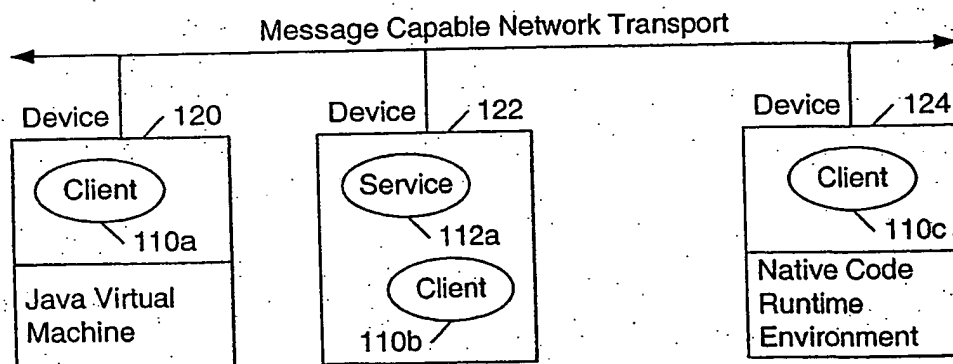 Message Capable Network Transport
Device 120
Device 122
Device 124
Client
110a
Java Virtual
Machine
Service
112a
Client
110b
Client
110c
Native Code
Runtime
Environment